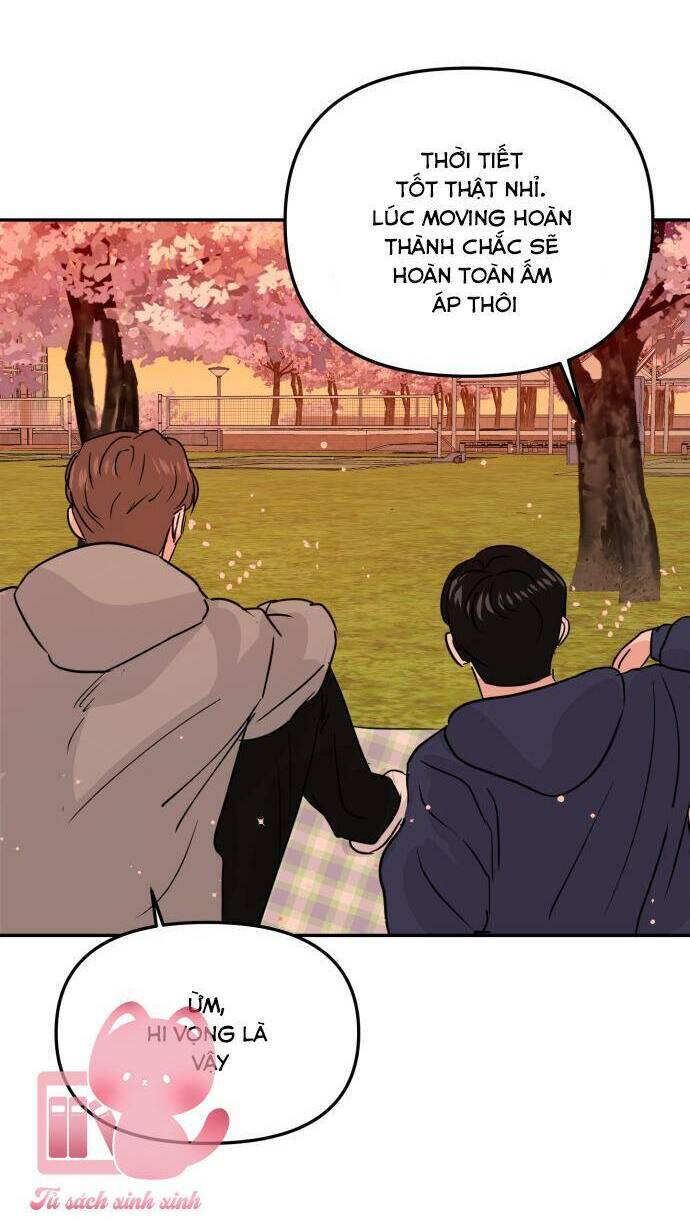 THỜI TIẾT
TỐT THẬT NHỈ.
LÚC MOVING HOÀN
THÀNH CHẮC SẼ
HOÀN TOÀN ẤM
ÁP THÔI
ỪM,
HI VỌNG LÀ
VẬY
Tủ sách xinh xinh